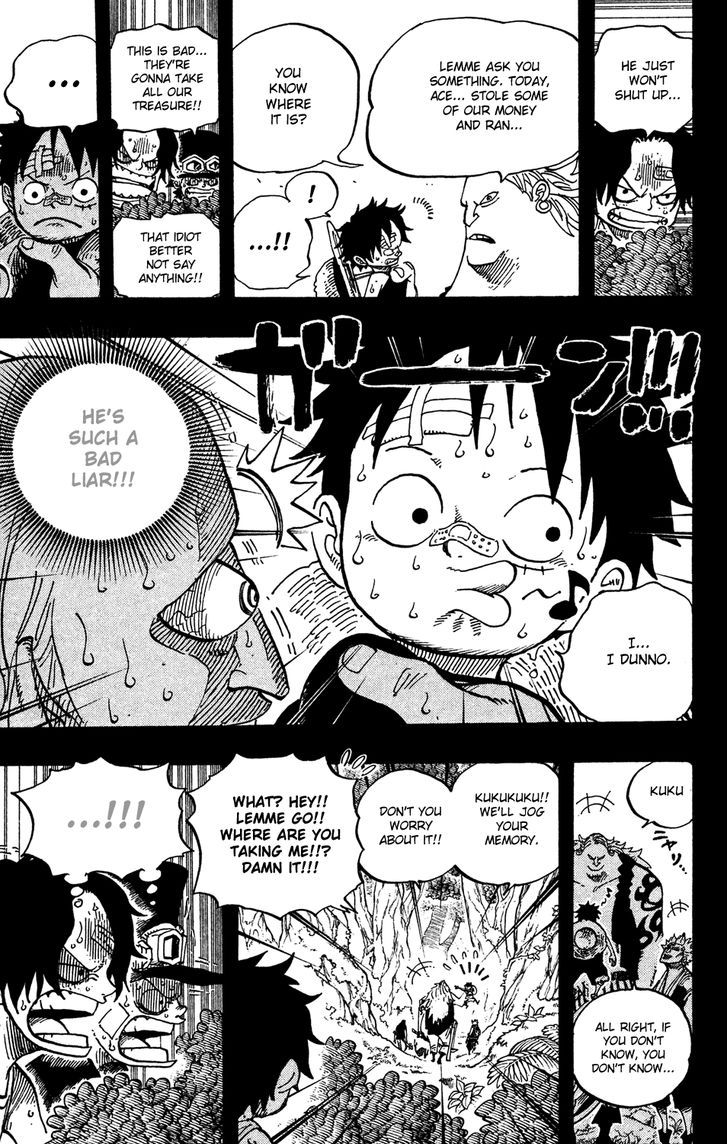 HE JUST
WON'T
SHUT UP...
LEMME ASK YOU
SOMETHING. TODAY,
ACE... STOLE SOME
OF OUR MONEY
AND RAN...
YOU
KNOW
WHERE
IT IS?
!
...!!
THIS IS BAD...
THEY'RE
GONNA TAKE
ALL OUR
TREASURE!!
THAT IDIOT
BETTER
NOT SAY
ANYTHING!!
...
ガーン!!!
HE'S
SUCH A
BAD
LIAR!!!
I...
I DUNNO.
KUKU
ALL RIGHT, IF
YOU DON'T
KNOW, YOU
DON'T KNOW...
KUKUKUKU!!
WE'LL JOG
YOUR
MEMORY.
DON'T YOU
WORRY
ABOUT IT!!
WHAT? HEY!!
LEMME GO!!
WHERE ARE YOU
TAKING ME!!?
DAMN IT!!!
...!!!